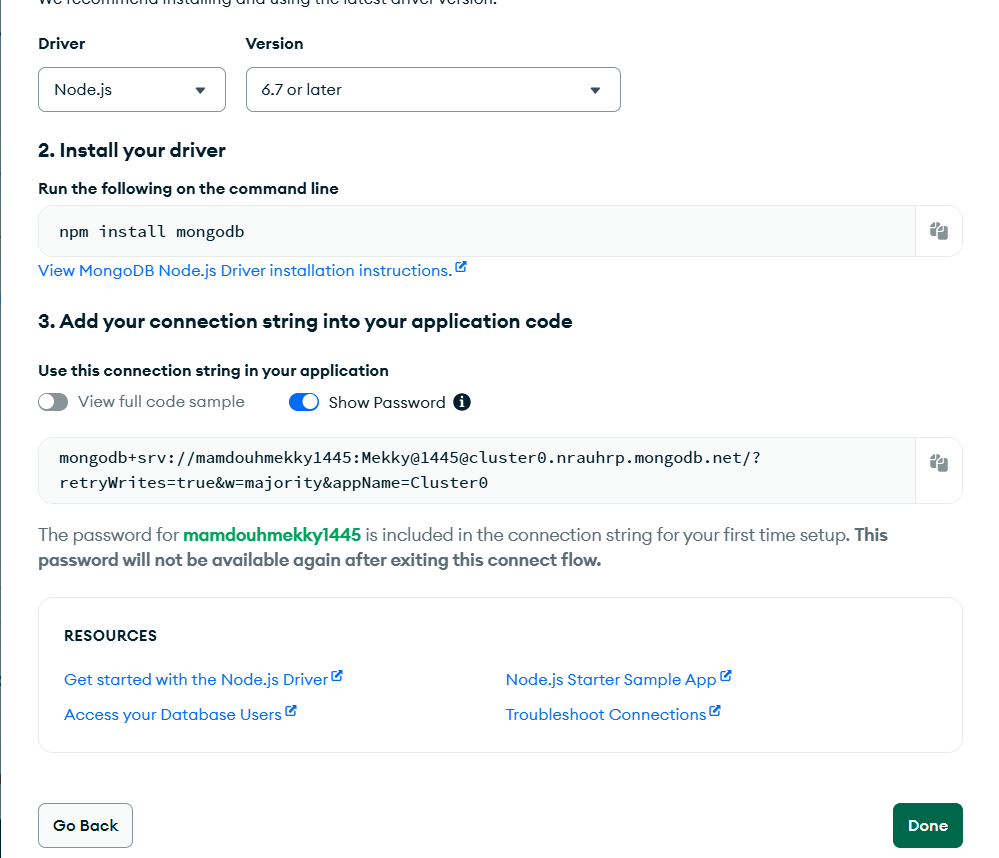 We recommend installing and using the latest driver version.
Driver
Version
Node.js
6.7 or later
2. Install your driver
Run the following on the command line
npm install mongodb
View MongoDB Node.js Driver installation instructions.
3. Add your connection string into your application code
Use this connection string in your application
View full code sample
Show Password
mongodb+srv://mamdouhmekky1445:Mekky@1445@cluster0.nrauhrp.mongodb.net/?
retryWrites=true&w=majority&appName=Cluster0
The password for mamdouhmekky1445 is included in the connection string for your first time setup. This
password will not be available again after exiting this connect flow.
RESOURCES
Get started with the Node.js Driver
Node.js Starter Sample App
Access your Database Users
Troubleshoot Connections
Go Back
Done